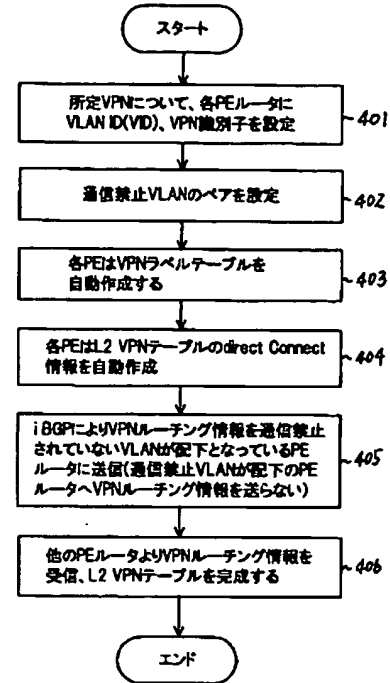 スタート
所定VPNについて、各PEルータに
VLAN ID(VID)、VPN識別子を設定
401
通信禁止VLANのペアを設定
402
各PEはVPNラベルテーブルを
自動作成する
403
各PEはL2 VPNテーブルのdirect Connect
情報を自動作成
404
iBGPによりVPNルーチング情報を通信禁止
されていないVLANが配下となっているPE
ルータに送信(通信禁止VLANが配下のPE
ルータへVPNルーチング情報を送らない)
405
他のPEルータよりVPNルーチング情報を
受信、L2 VPNテーブルを完成する
406
エンド